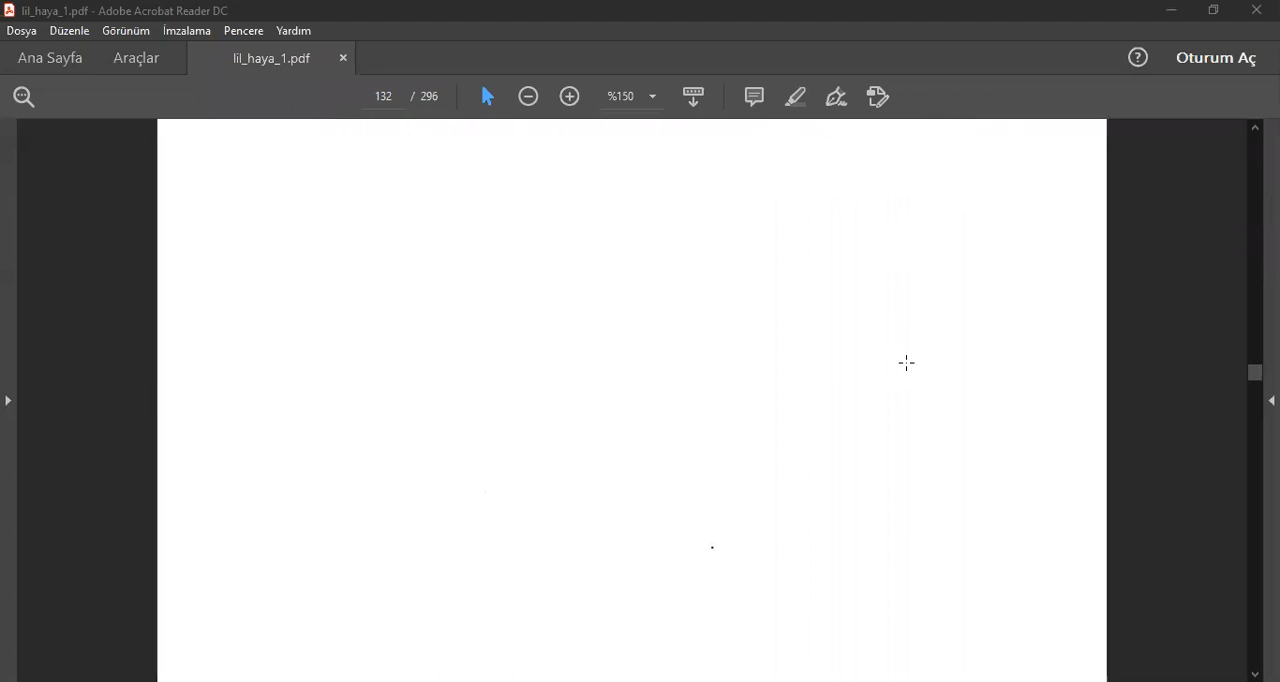 lil_haya_1.pdf - Adobe Acrobat Reader DC
Dosya Düzenle Görünüm İmzalama Pencere Yardım
Ana Sayfa Araçlar lil_haya_1.pdf × ? Oturum Aç
132 / 296 %150